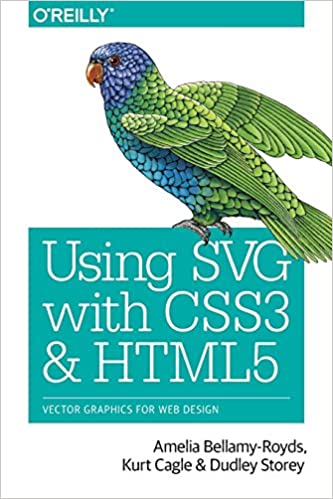 O'REILLY®
Using SVG
with CSS3
& HTML5
VECTOR GRAPHICS FOR WEB DESIGN
Amelia Bellamy-Royds,
Kurt Cagle & Dudley Storey